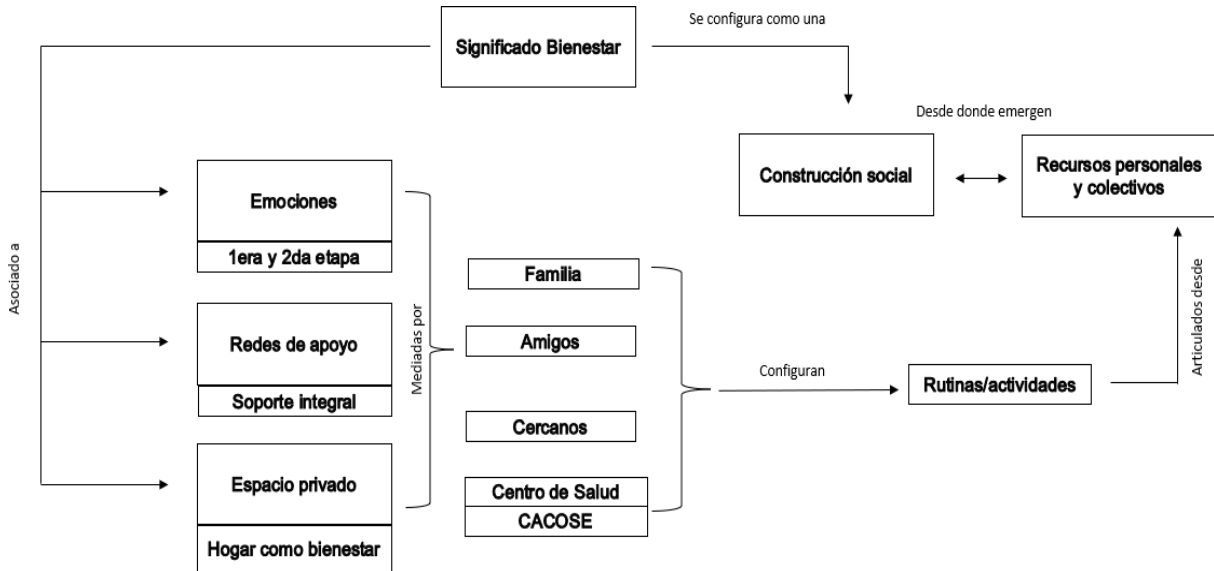 Significado Bienestar
Se configura como una
Desde donde emergen
Construcción social
Recursos personales
y colectivos
Asociado a
Emociones
1era y 2da etapa
Redes de apoyo
Soporte integral
Espacio privado
Hogar como bienestar
Mediadas por
Familia
Amigos
Cercanos
Centro de Salud
CACOSE
Configuran
Rutinas/actividades
Articulados desde